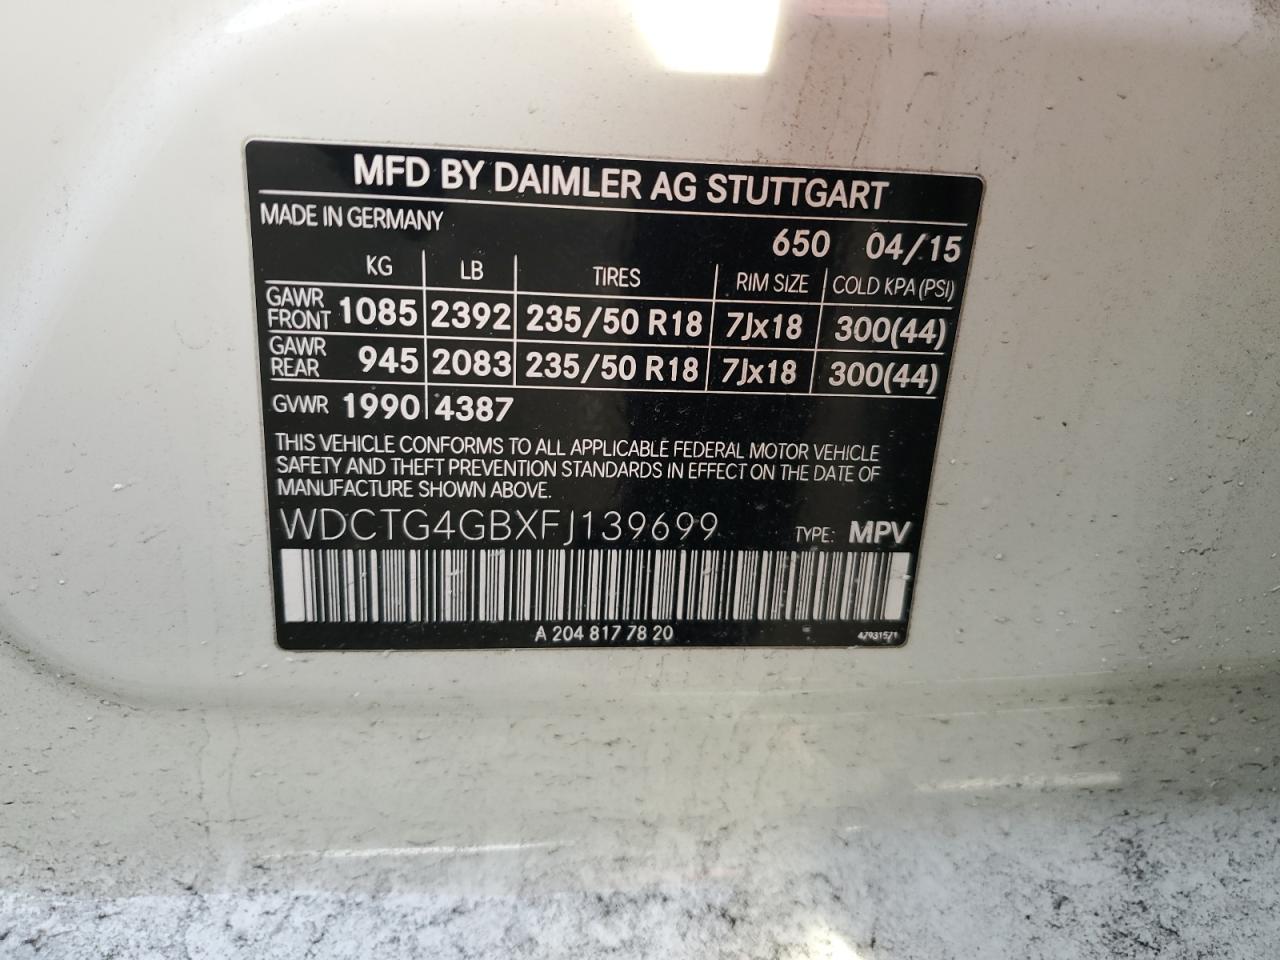 MFD BY DAIMLER AG STUTTGART
MADE IN GERMANY
650 04/15
KG LB TIRES RIM SIZE COLD KPA (PSI)
GAWR FRONT 1085 2392 235/50 R18 7Jx18 300(44)
GAWR REAR 945 2083 235/50 R18 7Jx18 300(44)
GVWR 1990 4387
THIS VEHICLE CONFORMS TO ALL APPLICABLE FEDERAL MOTOR VEHICLE
SAFETY AND THEFT PREVENTION STANDARDS IN EFFECT ON THE DATE OF
MANUFACTURE SHOWN ABOVE.
WDCTG4GBXFJ139699 TYPE: MPV
A 204 817 78 20 47931571